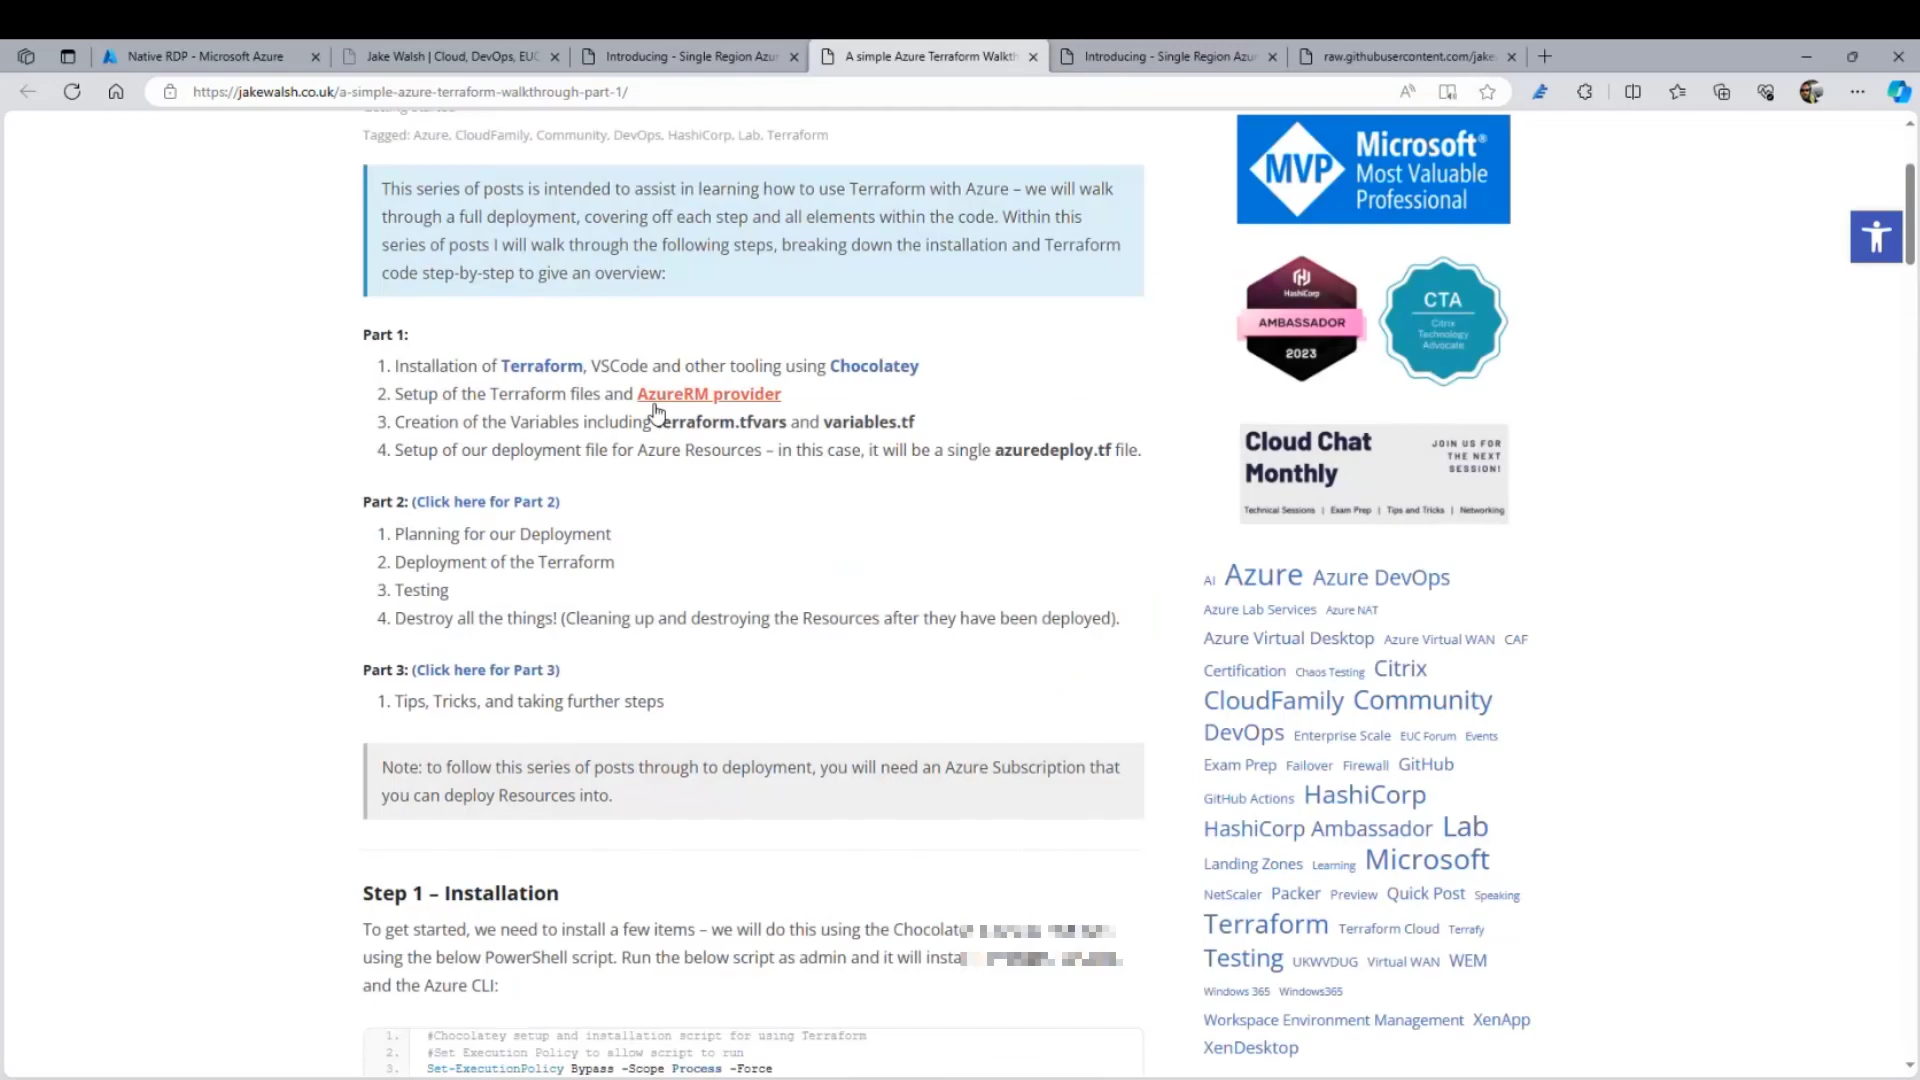 Native RDP - Microsoft Azure
Jake Walsh | Cloud, DevOps, EUC
Introducing - Single Region Azur
A simple Azure Terraform Walkth
Introducing - Single Region Azur
raw.githubusercontent.com/jake
https://jakewalsh.co.uk/a-simple-azure-terraform-walkthrough-part-1/
Tagged: Azure, CloudFamily, Community, DevOps, HashiCorp, Lab, Terraform
This series of posts is intended to assist in learning how to use Terraform with Azure – we will walk
through a full deployment, covering off each step and all elements within the code. Within this
series of posts I will walk through the following steps, breaking down the installation and Terraform
code step-by-step to give an overview:
Part 1:
1. Installation of Terraform, VSCode and other tooling using Chocolatey
2. Setup of the Terraform files and AzureRM provider
3. Creation of the Variables including terraform.tfvars and variables.tf
4. Setup of our deployment file for Azure Resources – in this case, it will be a single azuredeploy.tf file.
Part 2: (Click here for Part 2)
1. Planning for our Deployment
2. Deployment of the Terraform
3. Testing
4. Destroy all the things! (Cleaning up and destroying the Resources after they have been deployed).
Part 3: (Click here for Part 3)
1. Tips, Tricks, and taking further steps
Note: to follow this series of posts through to deployment, you will need an Azure Subscription that
you can deploy Resources into.
Step 1 – Installation
To get started, we need to install a few items – we will do this using the
using the below PowerShell script. Run the below script as admin and it will
and the Azure CLI:
1. #Chocolatey setup and installation script for using Terraform
2. #Set Execution Policy to allow script to run
3. Set-ExecutionPolicy Bypass -Scope Process -Force
MVP
Microsoft®
Most Valuable
Professional
HashiCorp
AMBASSADOR
2023
CTA
Citrix
Technology
Advocate
Cloud Chat
Monthly
JOIN US FOR
THE NEXT
SESSION!
Technical Sessions | Exam Prep | Tips and Tricks | Networking
AI Azure Azure DevOps
Azure Lab Services Azure NAT
Azure Virtual Desktop Azure Virtual WAN CAF
Certification Chaos Testing Citrix
CloudFamily Community
DevOps Enterprise Scale EUC Forum Events
Exam Prep Failover Firewall GitHub
GitHub Actions HashiCorp
HashiCorp Ambassador Lab
Landing Zones Learning Microsoft
NetScaler Packer Preview Quick Post Speaking
Terraform Terraform Cloud Terrafy
Testing UKWVDUG Virtual WAN WEM
Windows 365 Windows365
Workspace Environment Management XenApp
XenDesktop